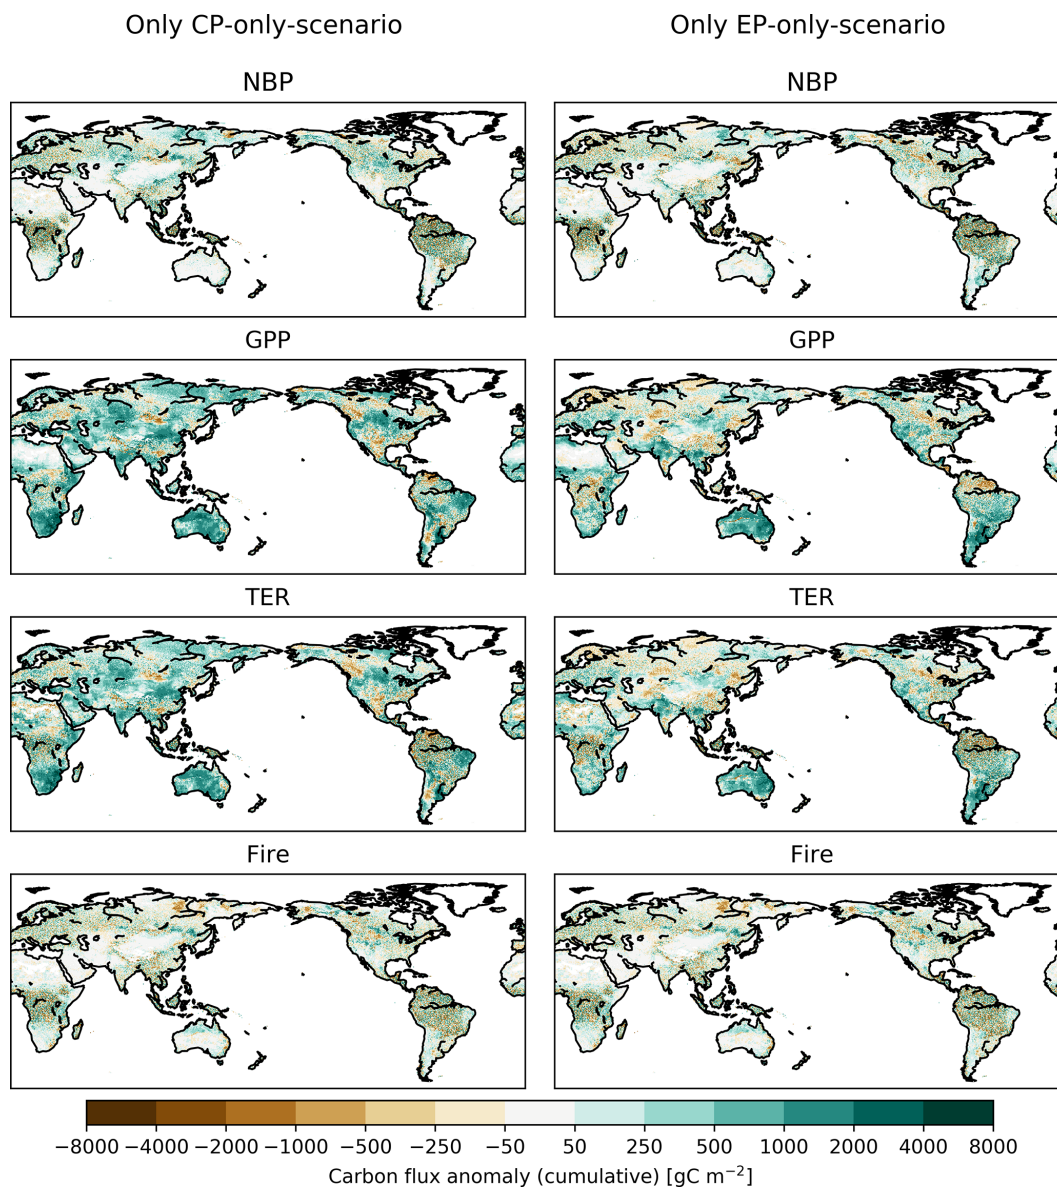 Only CP-only-scenario Only EP-only-scenario
NBP NBP
GPP GPP
TER TER
Fire Fire
−8000 −4000 −2000 −1000 −500 −250 −50 50 250 500 1000 2000 4000 8000
Carbon flux anomaly (cumulative) [gC m⁻²]